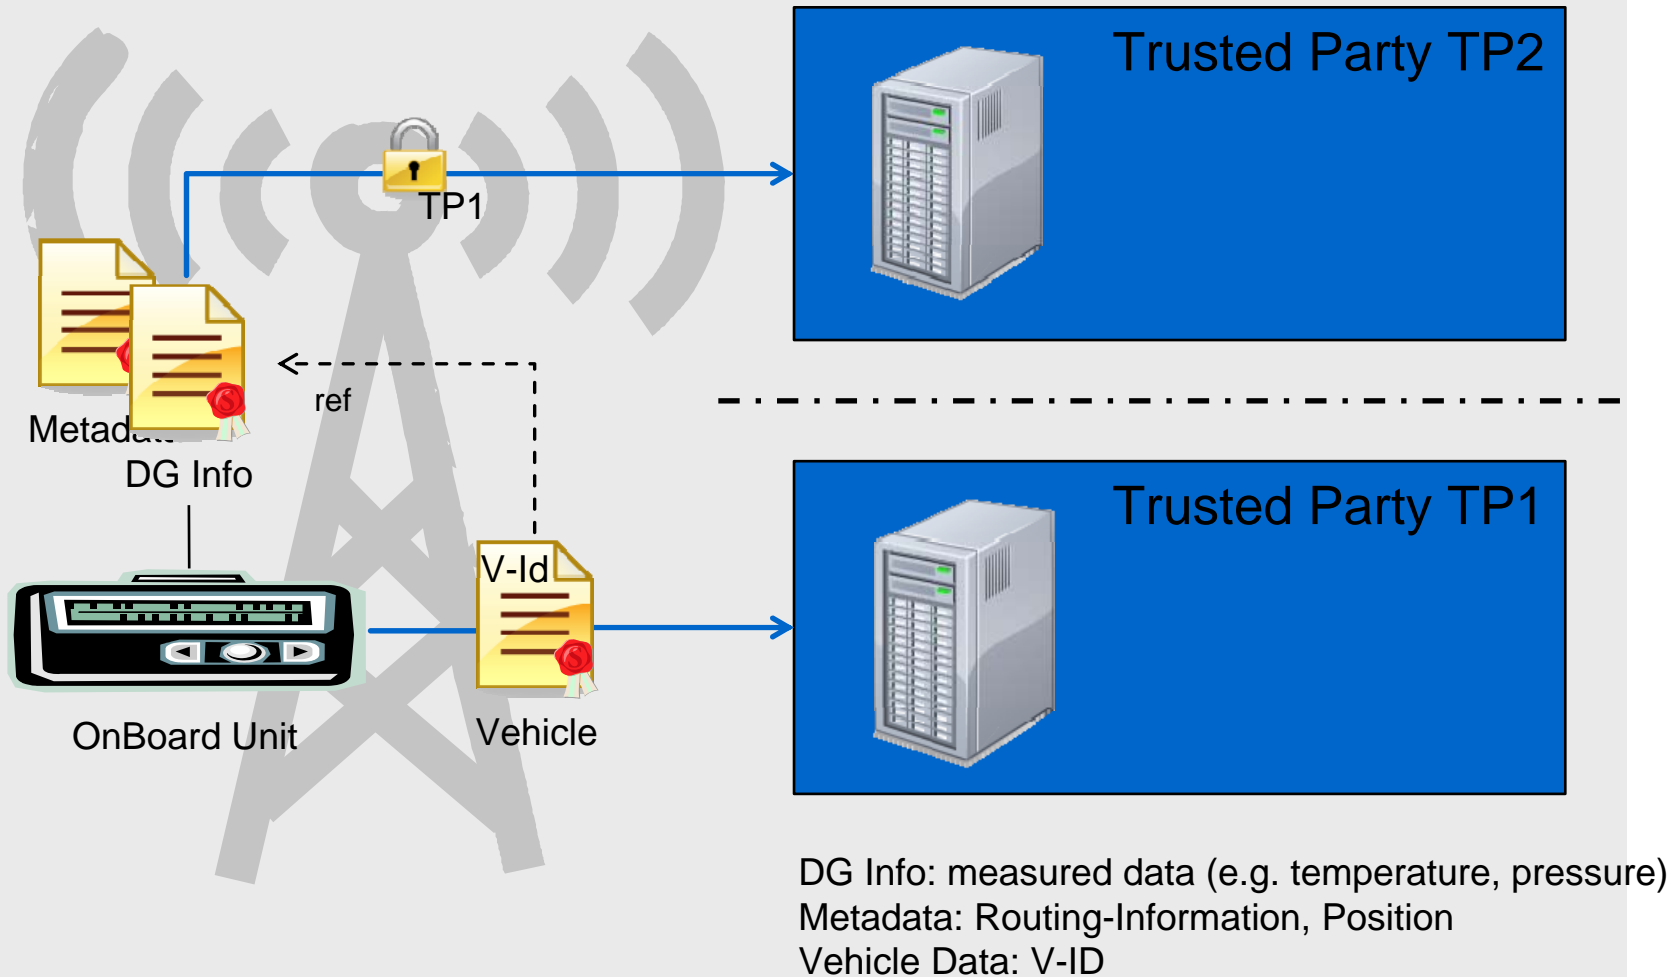 Trusted Party TP2
TP1
ref
Metadata
DG Info
Trusted Party TP1
V-Id
OnBoard Unit
Vehicle
DG Info: measured data (e.g. temperature, pressure)
Metadata: Routing-Information, Position
Vehicle Data: V-ID